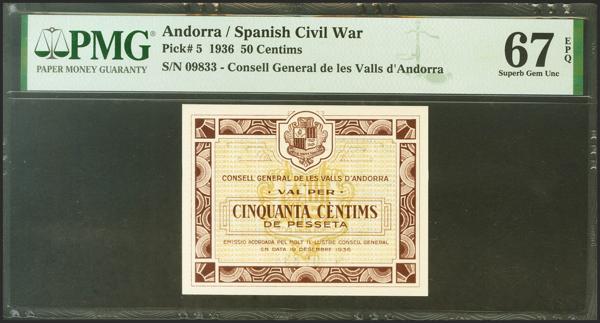 PMG
PAPER MONEY GUARANTY
Andorra / Spanish Civil War
Pick# 5 1936 50 Centims
S/N 09833 - Consell General de les Valls d'Andorra
67
EPQ
Superb Gem Unc
CONSELL GENERAL DE LES VALLS D'ANDORRA
· VAL PER ·
CINQUANTA CÈNTIMS
DE PESSETA
EMISSIO ACORDADA PEL MOLT IL·LUSTRE CONSELL GENERAL
EN DATA 19 DESEMBRE 1936